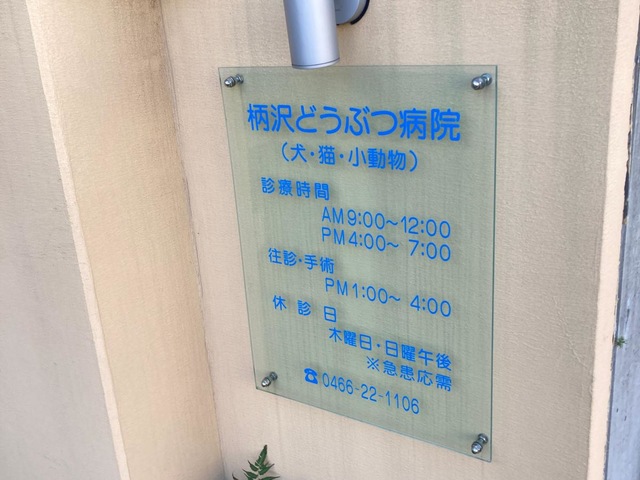 柄沢どうぶつ病院
（犬・猫・小動物）
診療時間
AM9:00～12:00
PM4:00～ 7:00
往診・手術
PM1:00～ 4:00
休 診 日
木曜日・日曜午後
※急患応需
☎0466-22-1106